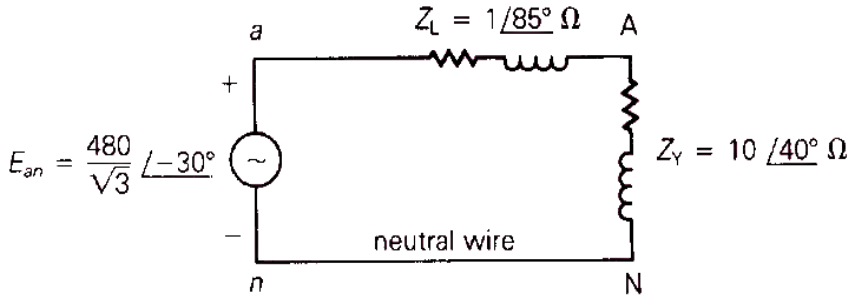 Z_L = 1/85° Ω
a
A
+
E_an = 480/√3 /−30°
~
Z_Y = 10 /40° Ω
−
neutral wire
n
N